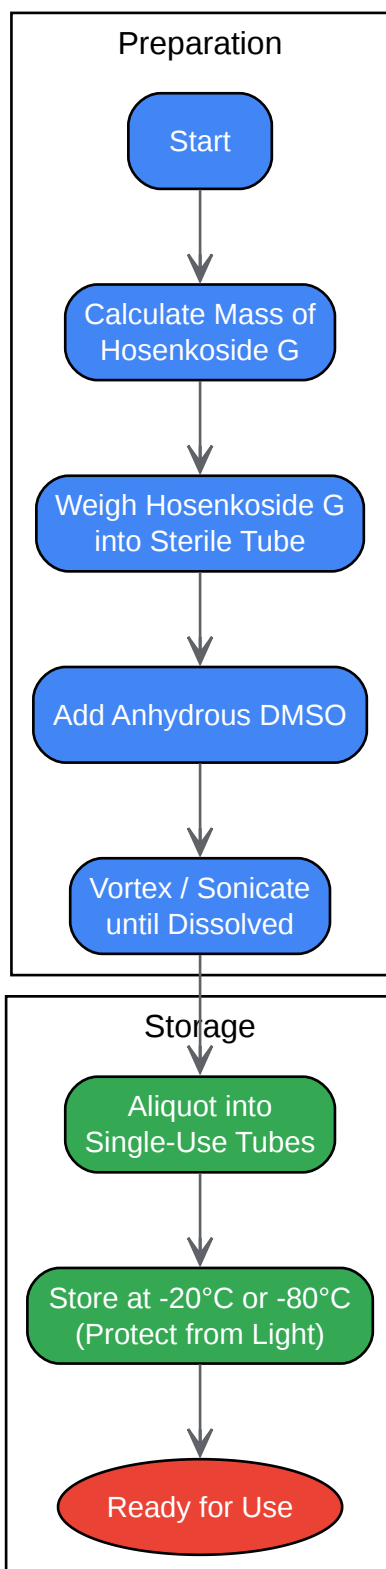 Preparation
Start
Calculate Mass of
Hosenkoside G
Weigh Hosenkoside G
into Sterile Tube
Add Anhydrous DMSO
Vortex / Sonicate
until Dissolved
Storage
Aliquot into
Single-Use Tubes
Store at -20°C or -80°C
(Protect from Light)
Ready for Use